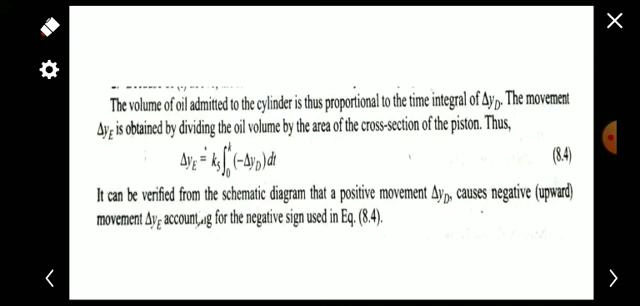 The volume of oil admitted to the cylinder is thus proportional to the time integral of Δy_D. The movement
Δy_E is obtained by dividing the oil volume by the area of the cross-section of the piston. Thus,
Δy_E = k_5 ∫_0^t (−Δy_D) dt (8.4)
It can be verified from the schematic diagram that a positive movement Δy_D, causes negative (upward)
movement Δy_E accounting for the negative sign used in Eq. (8.4).